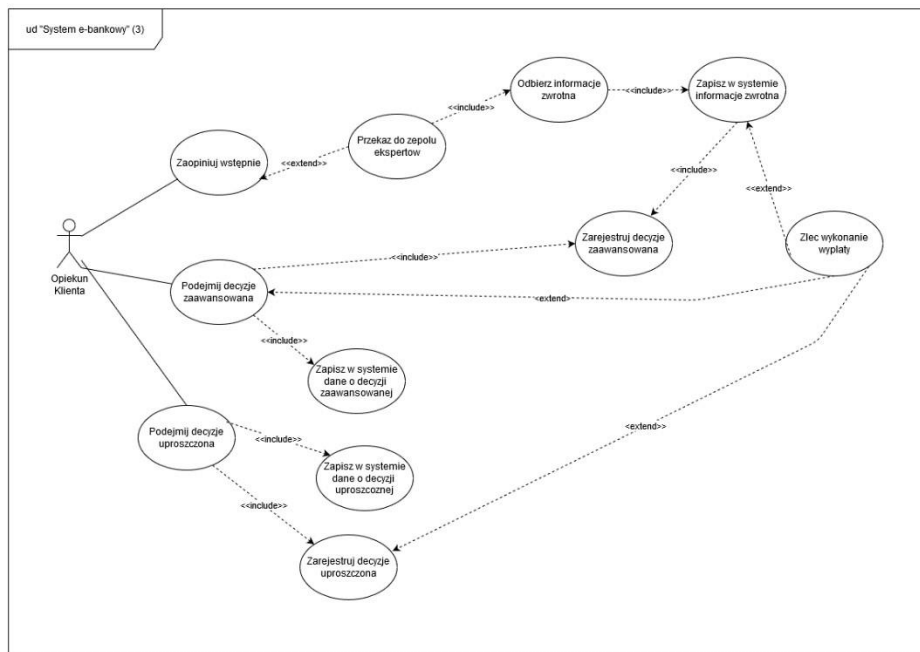 ud "System e-bankowy" (3)
Odbierz informacje
zwrotna
<<include>>
Zapisz w systemie
informacje zwrotna
<<include>>
Przekaz do zepolu
ekspertow
Zaopiniuj wstępnie
<<extend>>
<<include>>
<<extend>>
Zarejestruj decyzje
zaawansowana
Zlec wykonanie
wypłaty
<<include>>
Opiekun
Klienta
Podejmij decyzje
zaawansowana
<extend>
<<include>>
Zapisz w systemie
dane o decyzji
zaawansowanej
Podejmij decyzje
uproszczona
<extend>>
<<include>>
Zapisz w systemie
dane o decyzji
uproszcoznej
<<include>>
Zarejestruj decyzje
uproszczona